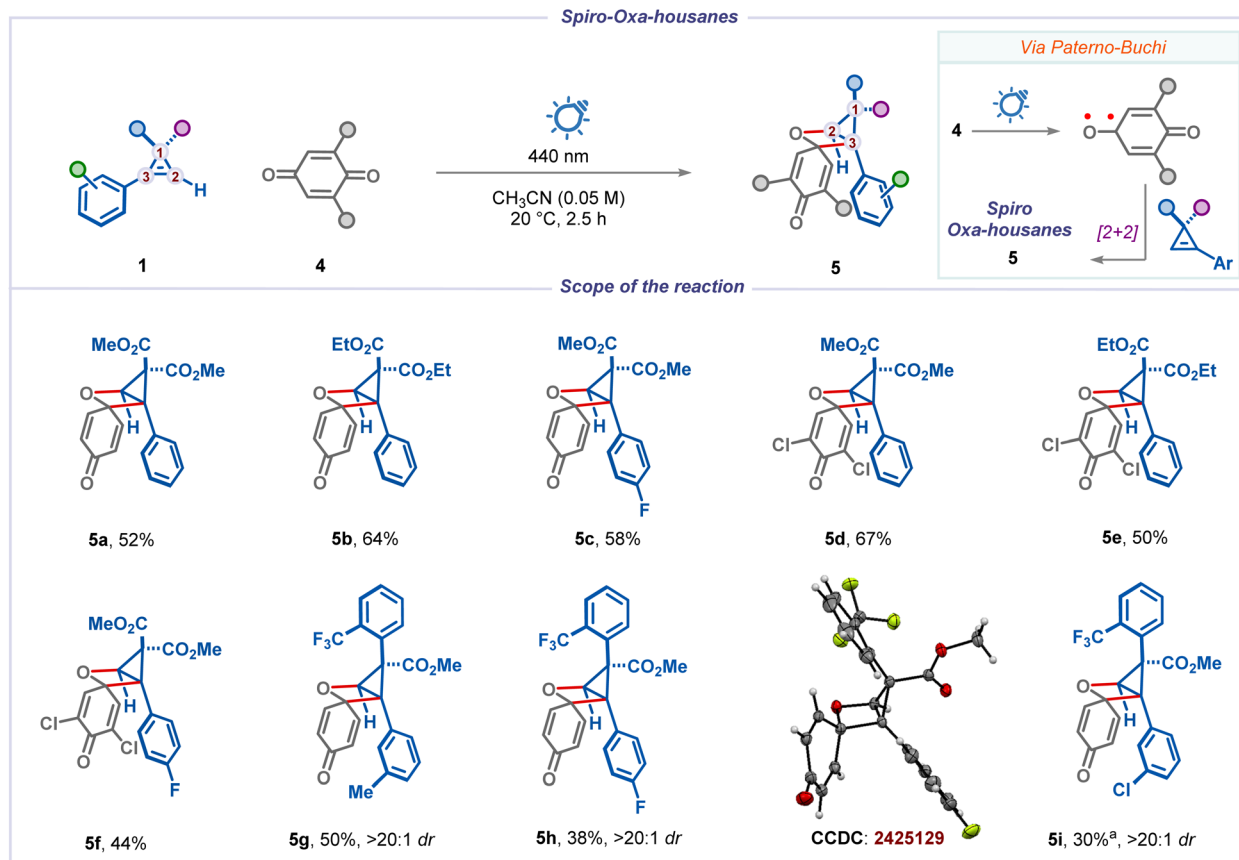 Spiro-Oxa-housanes
Via Paterno-Buchi
1
3
2
H
O
O
440 nm
CH₃CN (0.05 M)
20 °C, 2.5 h
1
2
O
3
H
O
4
O
O
Spiro
Oxa-housanes
[2+2]
5
Ar
1
4
5
Scope of the reaction
MeO₂C
CO₂Me
O
H
O
5a, 52%
EtO₂C
CO₂Et
O
H
O
5b, 64%
MeO₂C
CO₂Me
O
H
O
F
5c, 58%
MeO₂C
CO₂Me
O
H
Cl
Cl
O
5d, 67%
EtO₂C
CO₂Et
O
H
Cl
Cl
O
5e, 50%
MeO₂C
CO₂Me
O
H
Cl
Cl
O
F
5f, 44%
F₃C
CO₂Me
O
H
O
Me
5g, 50%, >20:1 dr
F₃C
CO₂Me
O
H
O
F
5h, 38%, >20:1 dr
CCDC: 2425129
F₃C
CO₂Me
O
H
O
Cl
5i, 30%ᵃ, >20:1 dr